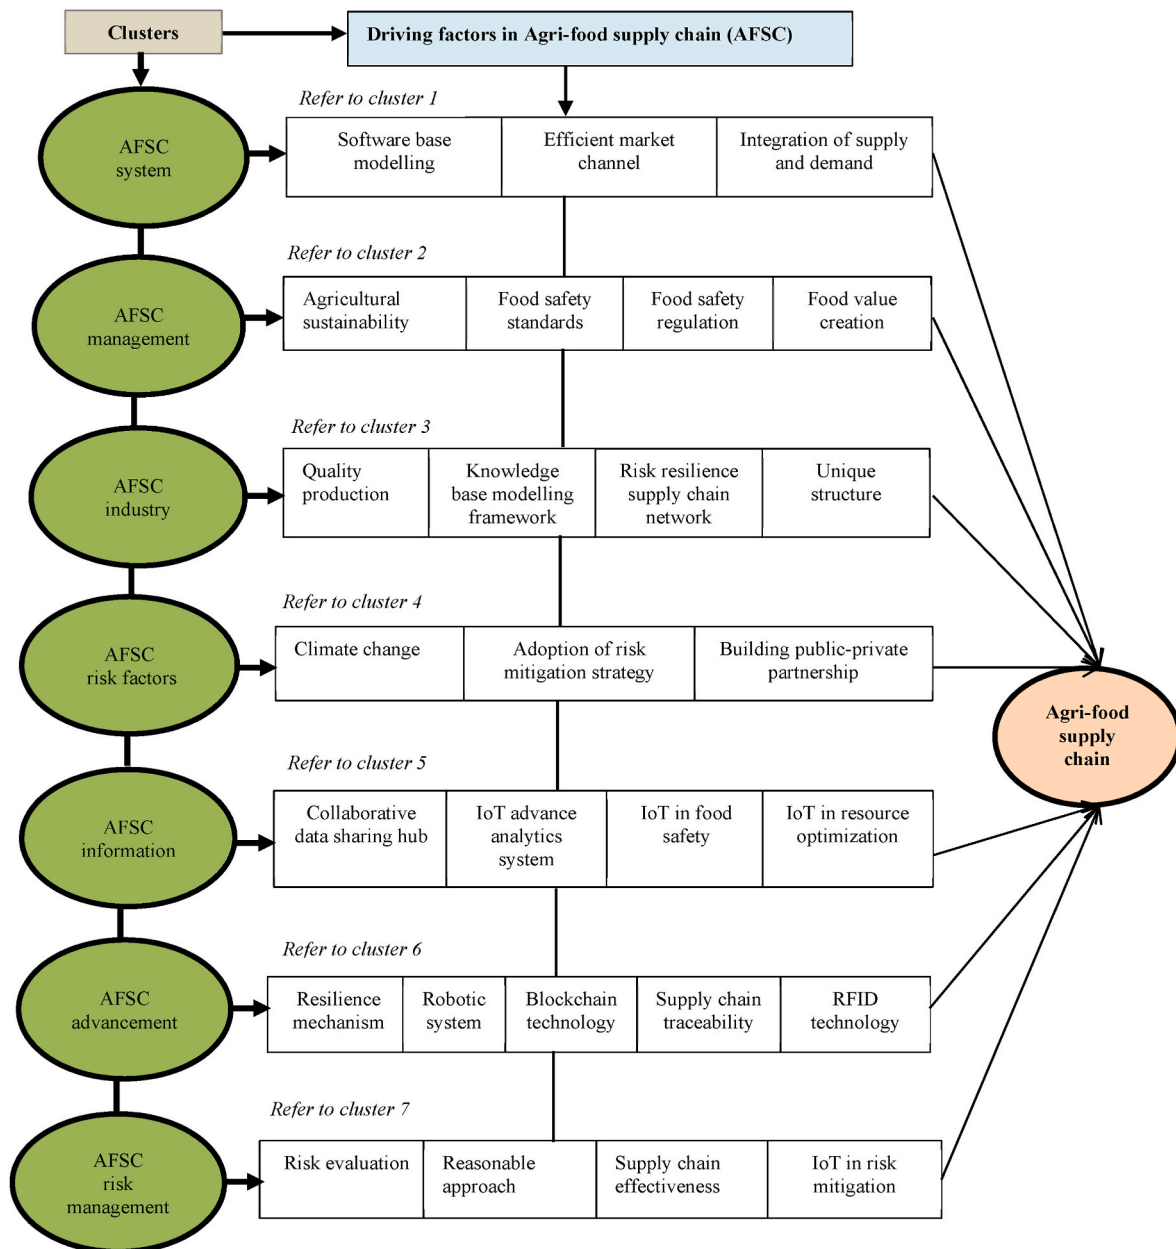 Clusters
Driving factors in Agri-food supply chain (AFSC)
Refer to cluster 1
AFSC
system
Software base
modelling
Efficient market
channel
Integration of supply
and demand
Refer to cluster 2
AFSC
management
Agricultural
sustainability
Food safety
standards
Food safety
regulation
Food value
creation
Refer to cluster 3
AFSC
industry
Quality
production
Knowledge
base modelling
framework
Risk resilience
supply chain
network
Unique
structure
Refer to cluster 4
AFSC
risk factors
Climate change
Adoption of risk
mitigation strategy
Building public-private
partnership
Agri-food
supply
chain
Refer to cluster 5
AFSC
information
Collaborative
data sharing hub
IoT advance
analytics
system
IoT in food
safety
IoT in resource
optimization
Refer to cluster 6
AFSC
advancement
Resilience
mechanism
Robotic
system
Blockchain
technology
Supply chain
traceability
RFID
technology
Refer to cluster 7
AFSC
risk
management
Risk evaluation
Reasonable
approach
Supply chain
effectiveness
IoT in risk
mitigation